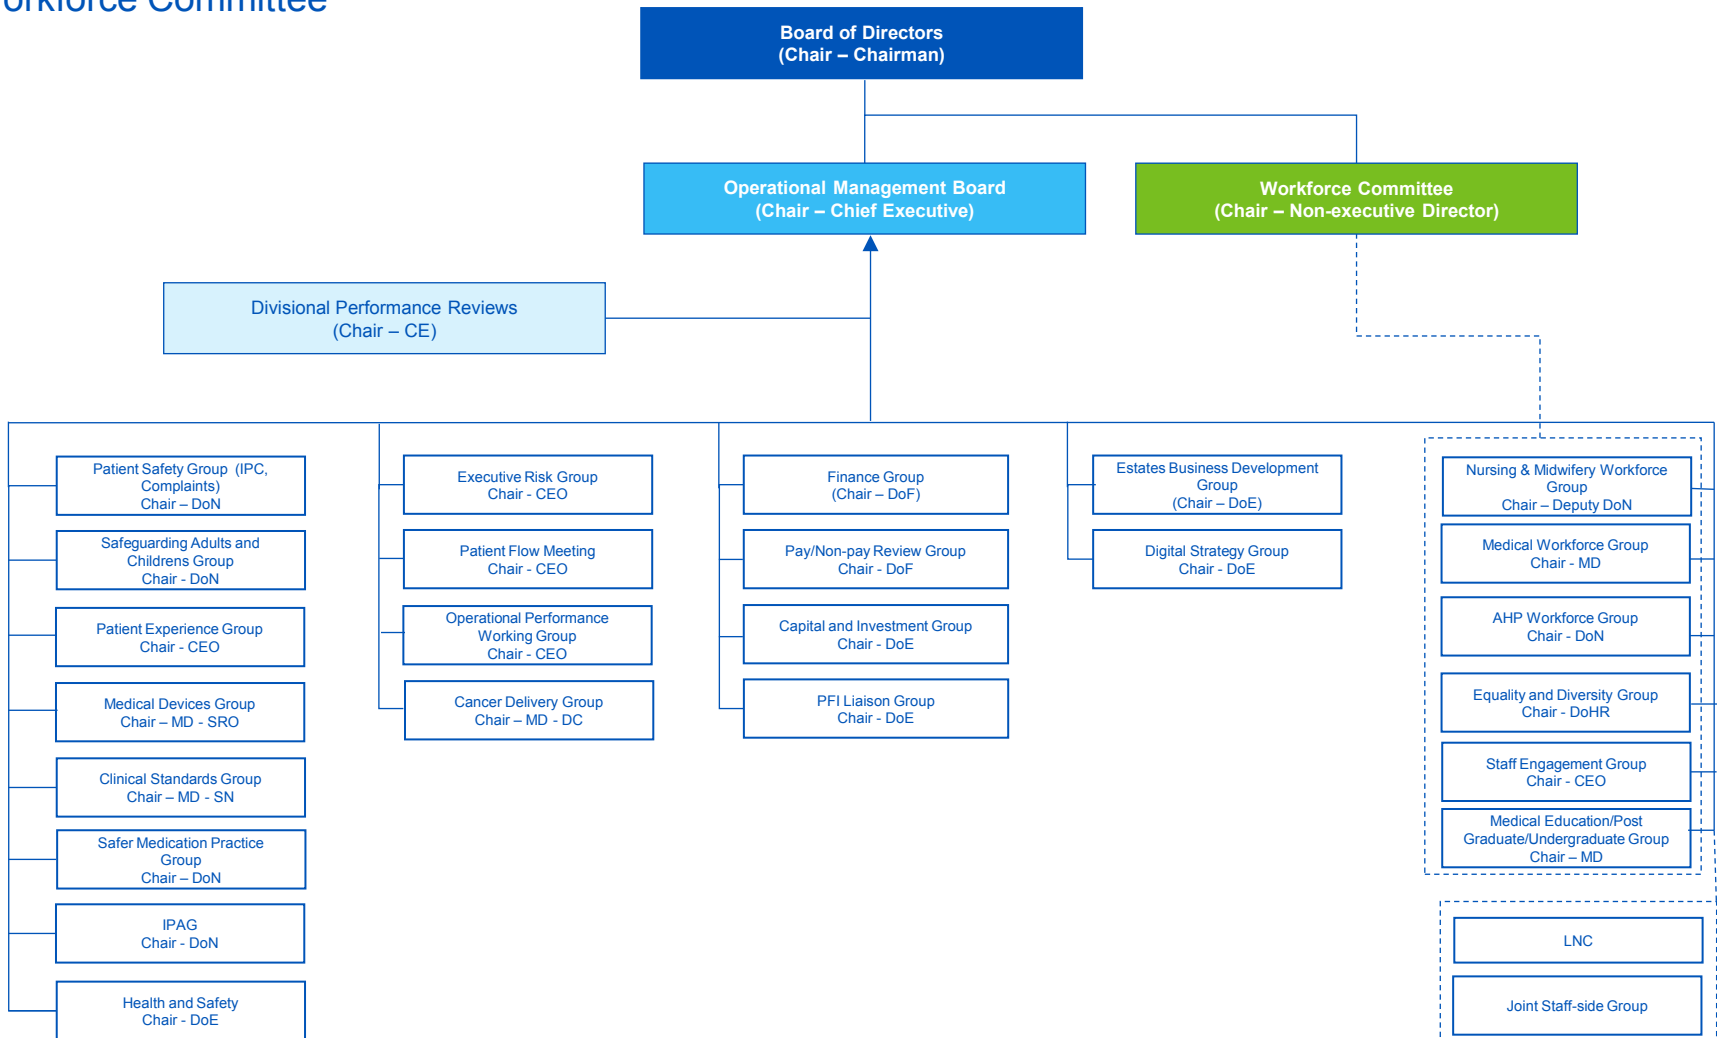 orkforce Committee
Board of Directors
(Chair – Chairman)
Operational Management Board
(Chair – Chief Executive)
Workforce Committee
(Chair – Non-executive Director)
Divisional Performance Reviews
(Chair – CE)
Patient Safety Group (IPC,
Complaints)
Chair – DoN
Safeguarding Adults and
Childrens Group
Chair - DoN
Patient Experience Group
Chair - CEO
Medical Devices Group
Chair – MD - SRO
Clinical Standards Group
Chair – MD - SN
Safer Medication Practice
Group
Chair – DoN
IPAG
Chair - DoN
Health and Safety
Chair - DoE
Executive Risk Group
Chair - CEO
Patient Flow Meeting
Chair - CEO
Operational Performance
Working Group
Chair - CEO
Cancer Delivery Group
Chair – MD - DC
Finance Group
(Chair – DoF)
Pay/Non-pay Review Group
Chair - DoF
Capital and Investment Group
Chair - DoE
PFI Liaison Group
Chair - DoE
Estates Business Development
Group
(Chair – DoE)
Digital Strategy Group
Chair - DoE
Nursing & Midwifery Workforce
Group
Chair – Deputy DoN
Medical Workforce Group
Chair - MD
AHP Workforce Group
Chair - DoN
Equality and Diversity Group
Chair - DoHR
Staff Engagement Group
Chair - CEO
Medical Education/Post
Graduate/Undergraduate Group
Chair – MD
LNC
Joint Staff-side Group